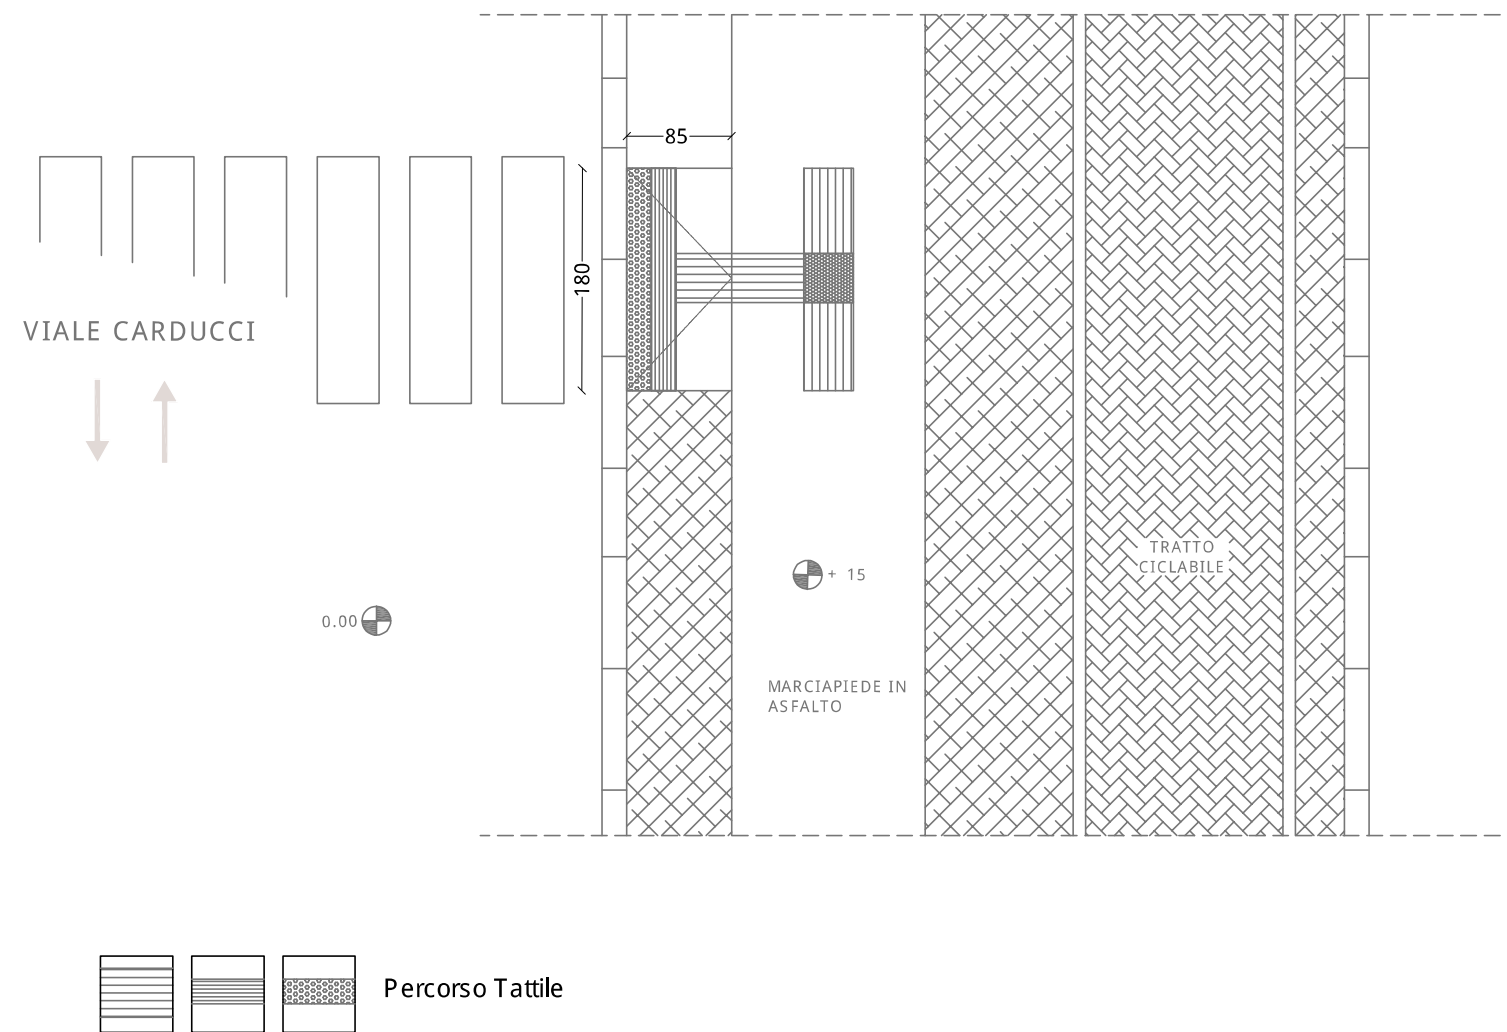 85
180
VIALE CARDUCCI
TRATTO
CICLABILE
+ 15
0.00
MARCIAPIEDE IN
ASFALTO
Percorso Tattile